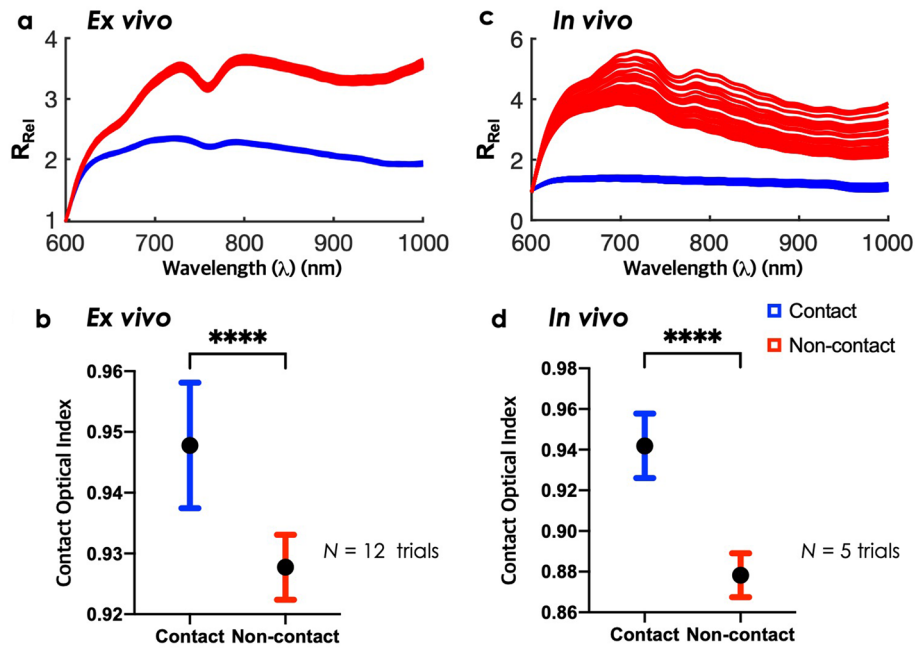 a Ex vivo
4
3
2
1
R_Rel
600 700 800 900 1000
Wavelength (λ) (nm)
c In vivo
6
4
2
0
R_Rel
600 700 800 900 1000
Wavelength (λ) (nm)
b Ex vivo
****
0.96
0.95
0.94
0.93
0.92
Contact Optical Index
N = 12 trials
Contact Non-contact
d In vivo
Contact
Non-contact
****
0.98
0.96
0.94
0.92
0.90
0.88
0.86
Contact Optical Index
N = 5 trials
Contact Non-contact